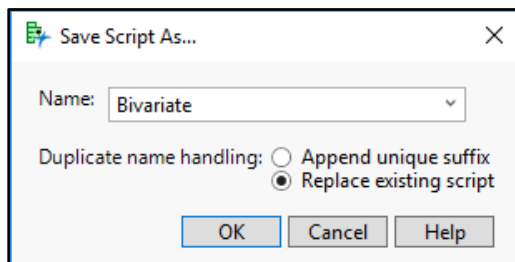 Save Script As...
Name: Bivariate
Duplicate name handling: Append unique suffix
Replace existing script
OK Cancel Help